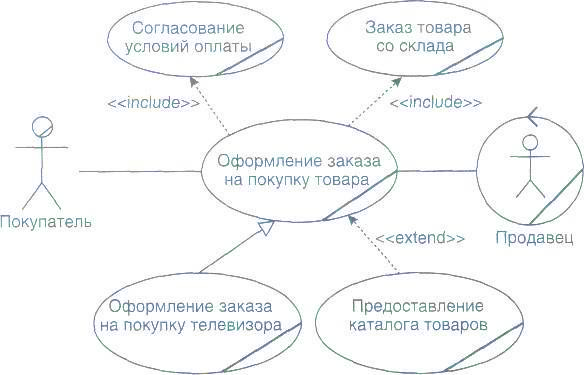 Согласование
условий оплаты
Заказ товара
со склада
<<include>>
<<include>>
Оформление заказа
на покупку товара
Покупатель
Продавец
<<extend>>
Оформление заказа
на покупку телевизора
Предоставление
каталога товаров